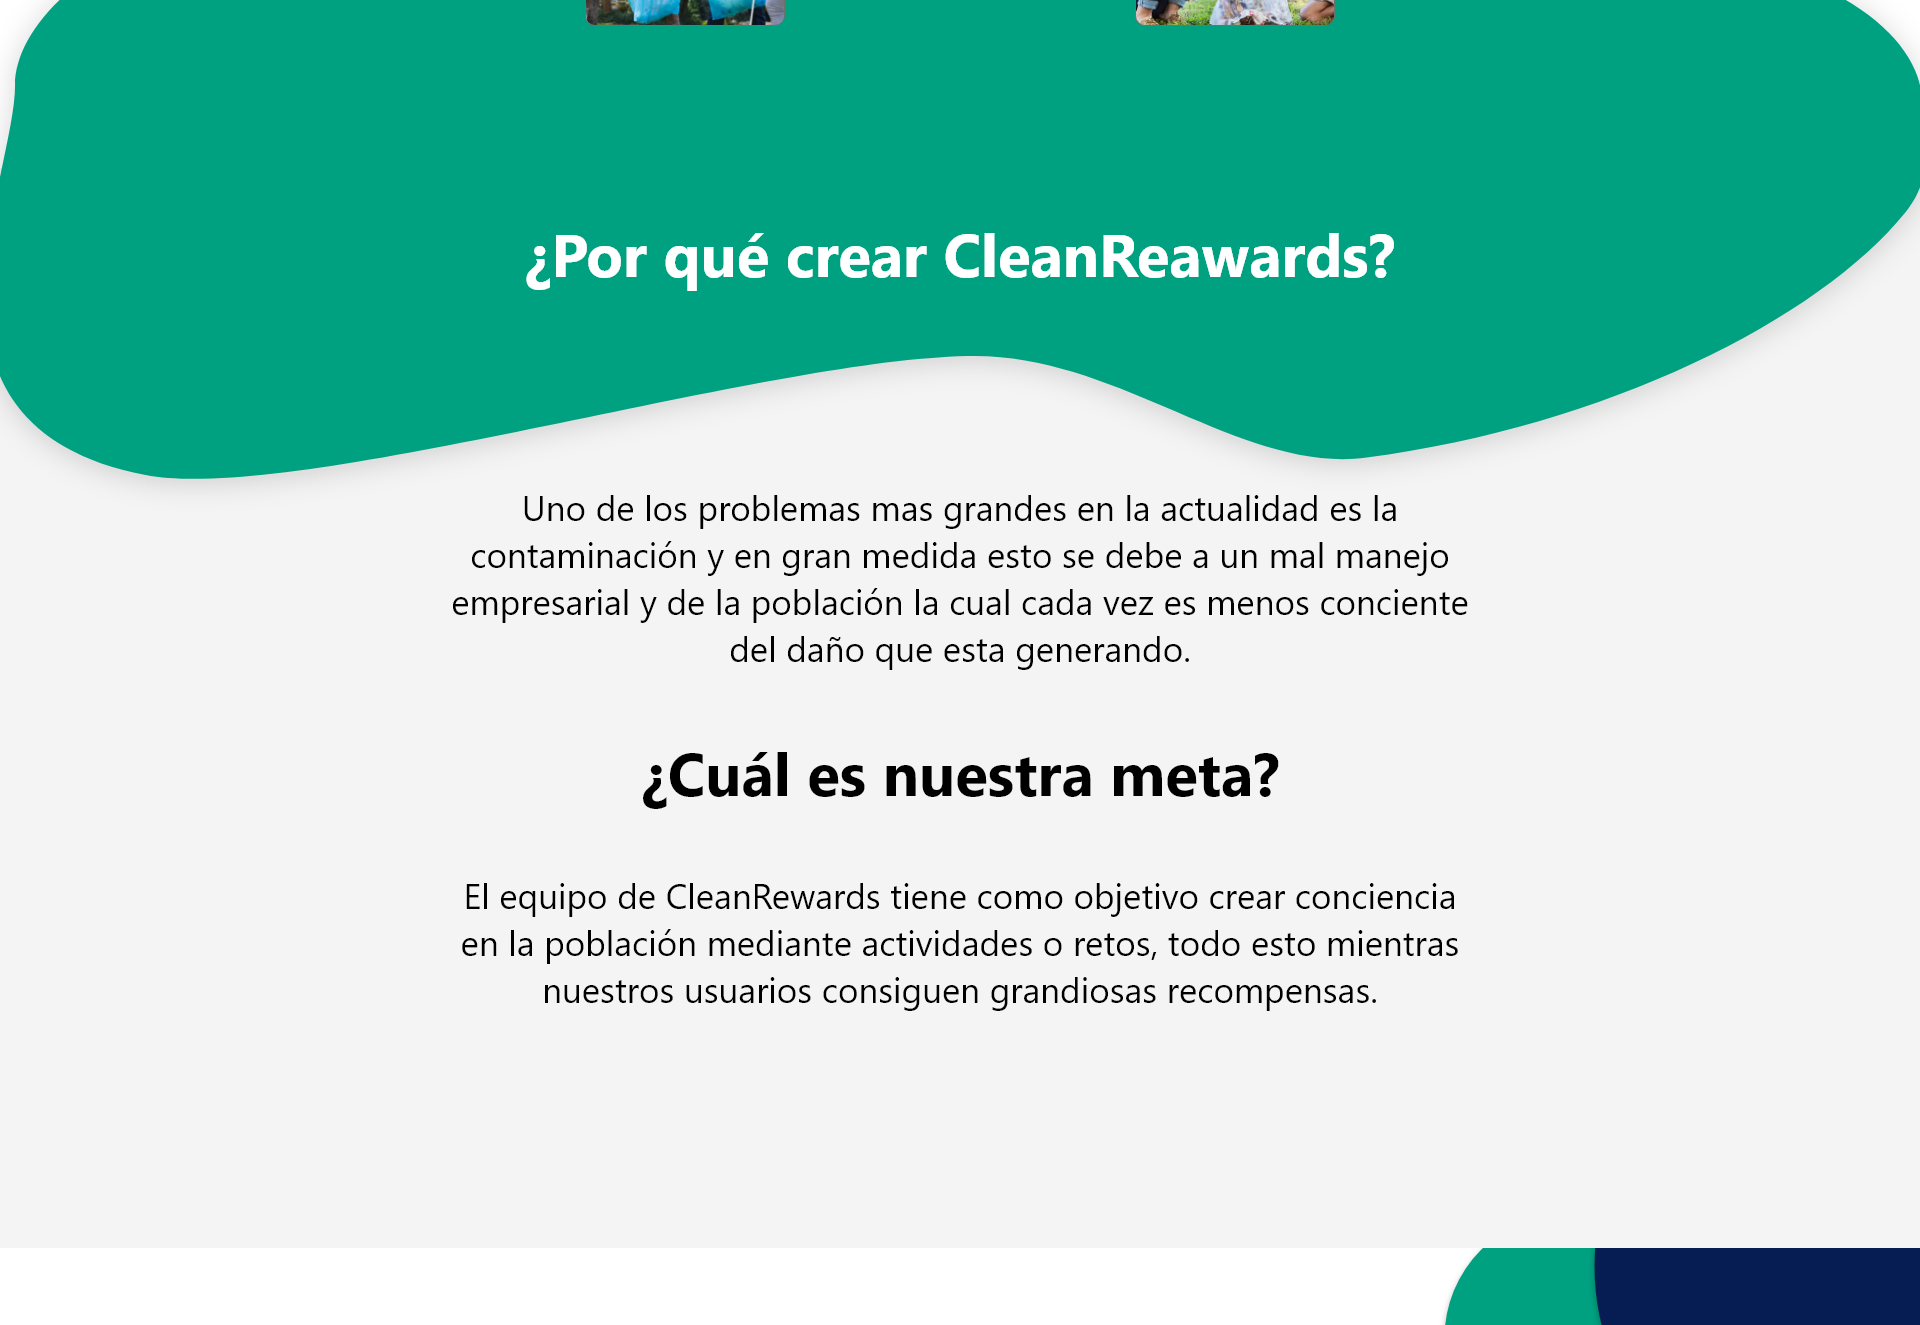 ¿Por qué crear CleanReawards?
Uno de los problemas mas grandes en la actualidad es la
contaminación y en gran medida esto se debe a un mal manejo
empresarial y de la población la cual cada vez es menos conciente
del daño que esta generando.
¿Cuál es nuestra meta?
El equipo de CleanRewards tiene como objetivo crear conciencia
en la población mediante actividades o retos, todo esto mientras
nuestros usuarios consiguen grandiosas recompensas.